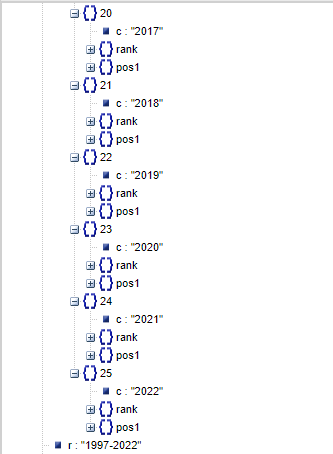 {} 20
c : "2017"
{} rank
{} pos1
{} 21
c : "2018"
{} rank
{} pos1
{} 22
c : "2019"
{} rank
{} pos1
{} 23
c : "2020"
{} rank
{} pos1
{} 24
c : "2021"
{} rank
{} pos1
{} 25
c : "2022"
{} rank
{} pos1
r : "1997-2022"